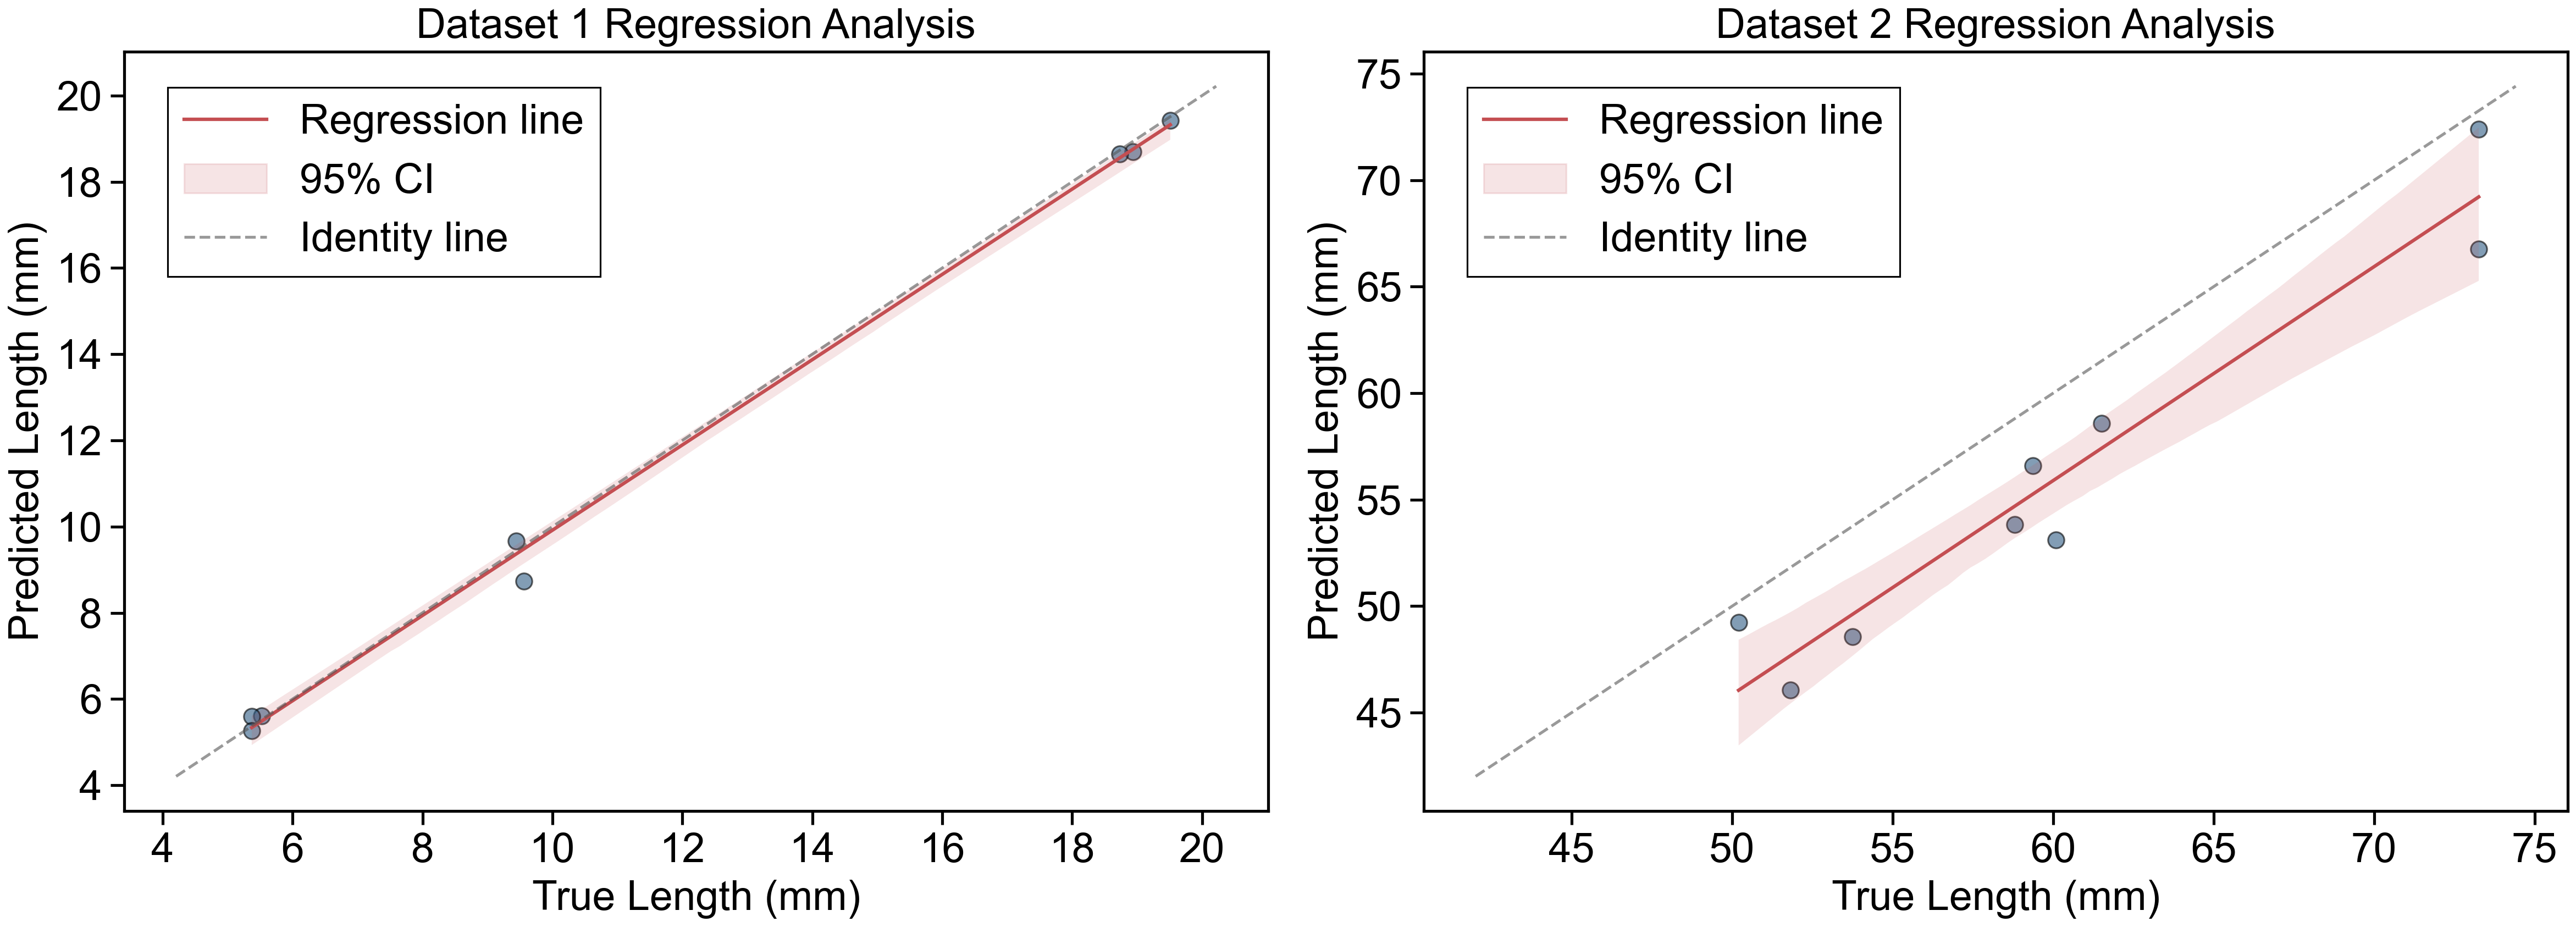 Dataset 1 Regression Analysis
Regression line
95% CI
Identity line
Predicted Length (mm)
20
18
16
14
12
10
8
6
4
4 6 8 10 12 14 16 18 20
True Length (mm)
Dataset 2 Regression Analysis
Regression line
95% CI
Identity line
Predicted Length (mm)
75
70
65
60
55
50
45
45 50 55 60 65 70 75
True Length (mm)